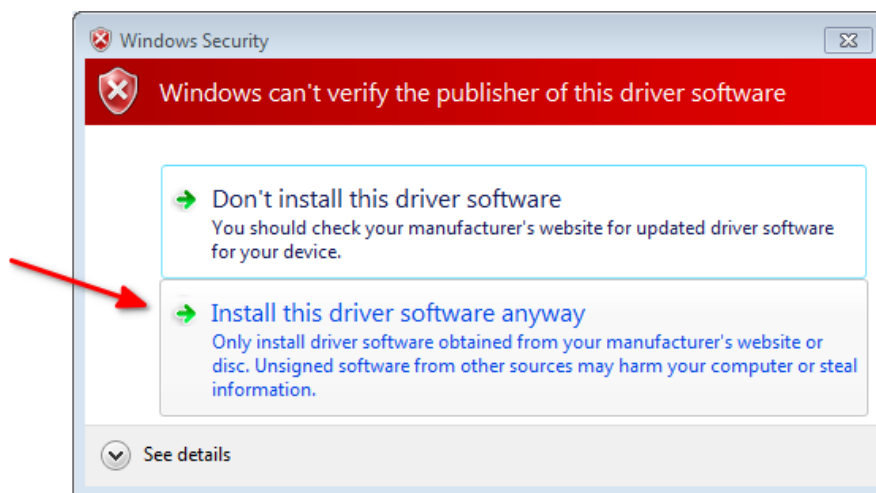 Windows Security
Windows can't verify the publisher of this driver software
Don't install this driver software
You should check your manufacturer's website for updated driver software
for your device.
Install this driver software anyway
Only install driver software obtained from your manufacturer's website or
disc. Unsigned software from other sources may harm your computer or steal
information.
See details